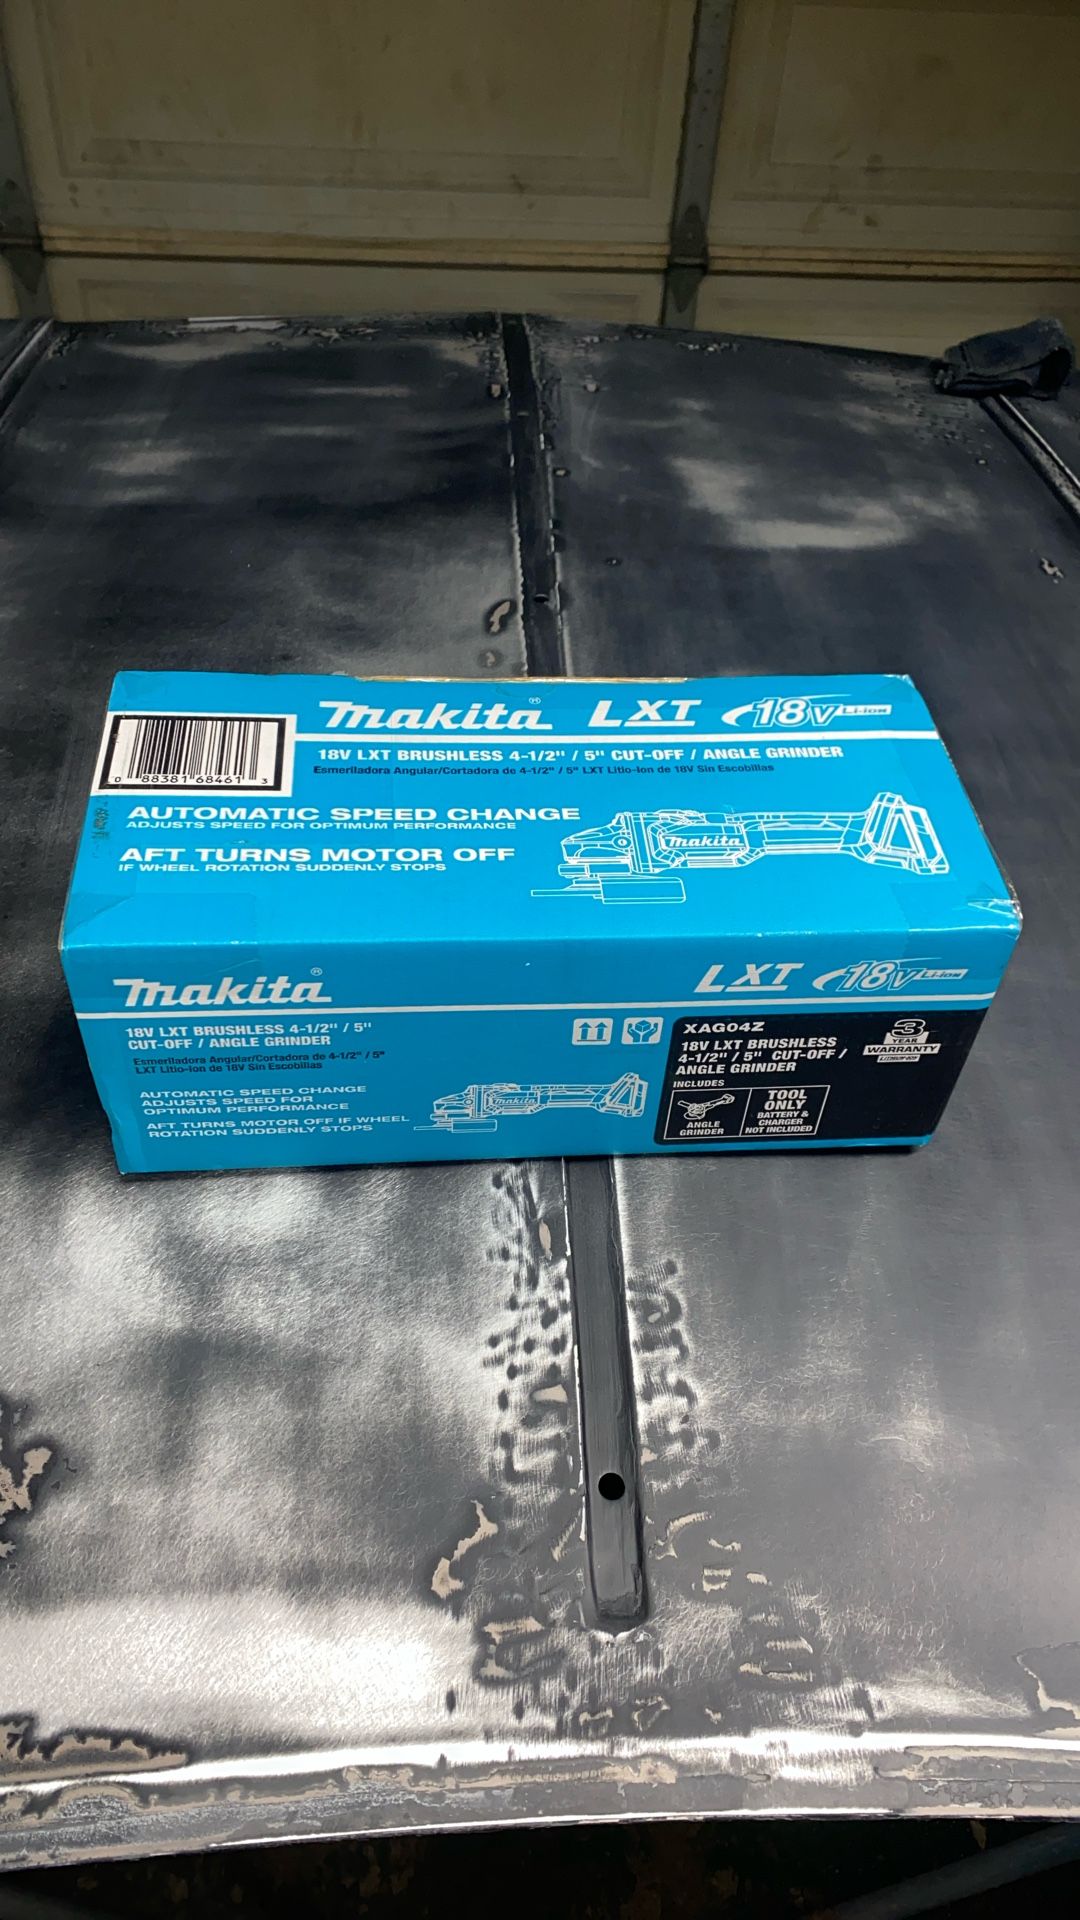 Makita® LXT 18V Li-ion
18V LXT BRUSHLESS 4-1/2" / 5" CUT-OFF / ANGLE GRINDER
Esmeriladora Angular/Cortadora de 4-1/2" / 5" LXT Litio-Ion de 18V Sin Escobillas
0 88381 68461 3
AUTOMATIC SPEED CHANGE
ADJUSTS SPEED FOR OPTIMUM PERFORMANCE
AFT TURNS MOTOR OFF
IF WHEEL ROTATION SUDDENLY STOPS
Makita
Makita® LXT 18V Li-ion
18V LXT BRUSHLESS 4-1/2" / 5"
CUT-OFF / ANGLE GRINDER
Esmeriladora Angular/Cortadora de 4-1/2" / 5"
LXT Litio-Ion de 18V Sin Escobillas
AUTOMATIC SPEED CHANGE
ADJUSTS SPEED FOR
OPTIMUM PERFORMANCE
AFT TURNS MOTOR OFF IF WHEEL
ROTATION SUDDENLY STOPS
Makita
XAG04Z
18V LXT BRUSHLESS
4-1/2" / 5" CUT-OFF /
ANGLE GRINDER
INCLUDES
ANGLE
GRINDER
TOOL
ONLY
BATTERY &
CHARGER
NOT INCLUDED
3
YEAR
WARRANTY